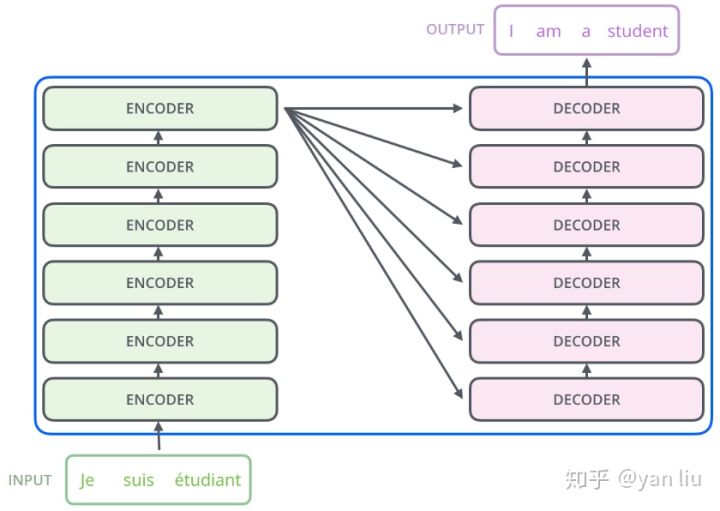 OUTPUT I am a student
ENCODER DECODER
ENCODER DECODER
ENCODER DECODER
ENCODER DECODER
ENCODER DECODER
ENCODER DECODER
INPUT Je suis étudiant
知乎 @yan liu